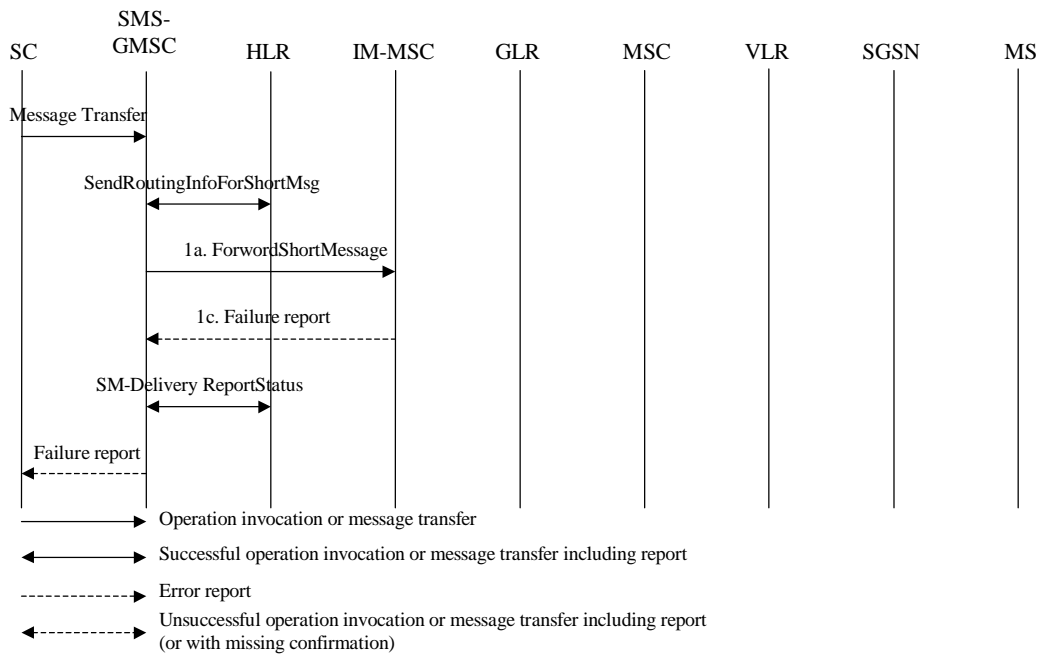 SMS-
GMSC
SC
HLR
IM-MSC
GLR
MSC
VLR
SGSN
MS
Message Transfer
SendRoutingInfoForShortMsg
1a. ForwordShortMessage
1c. Failure report
SM-Delivery ReportStatus
Failure report
Operation invocation or message transfer
Successful operation invocation or message transfer including report
Error report
Unsuccessful operation invocation or message transfer including report
(or with missing confirmation)